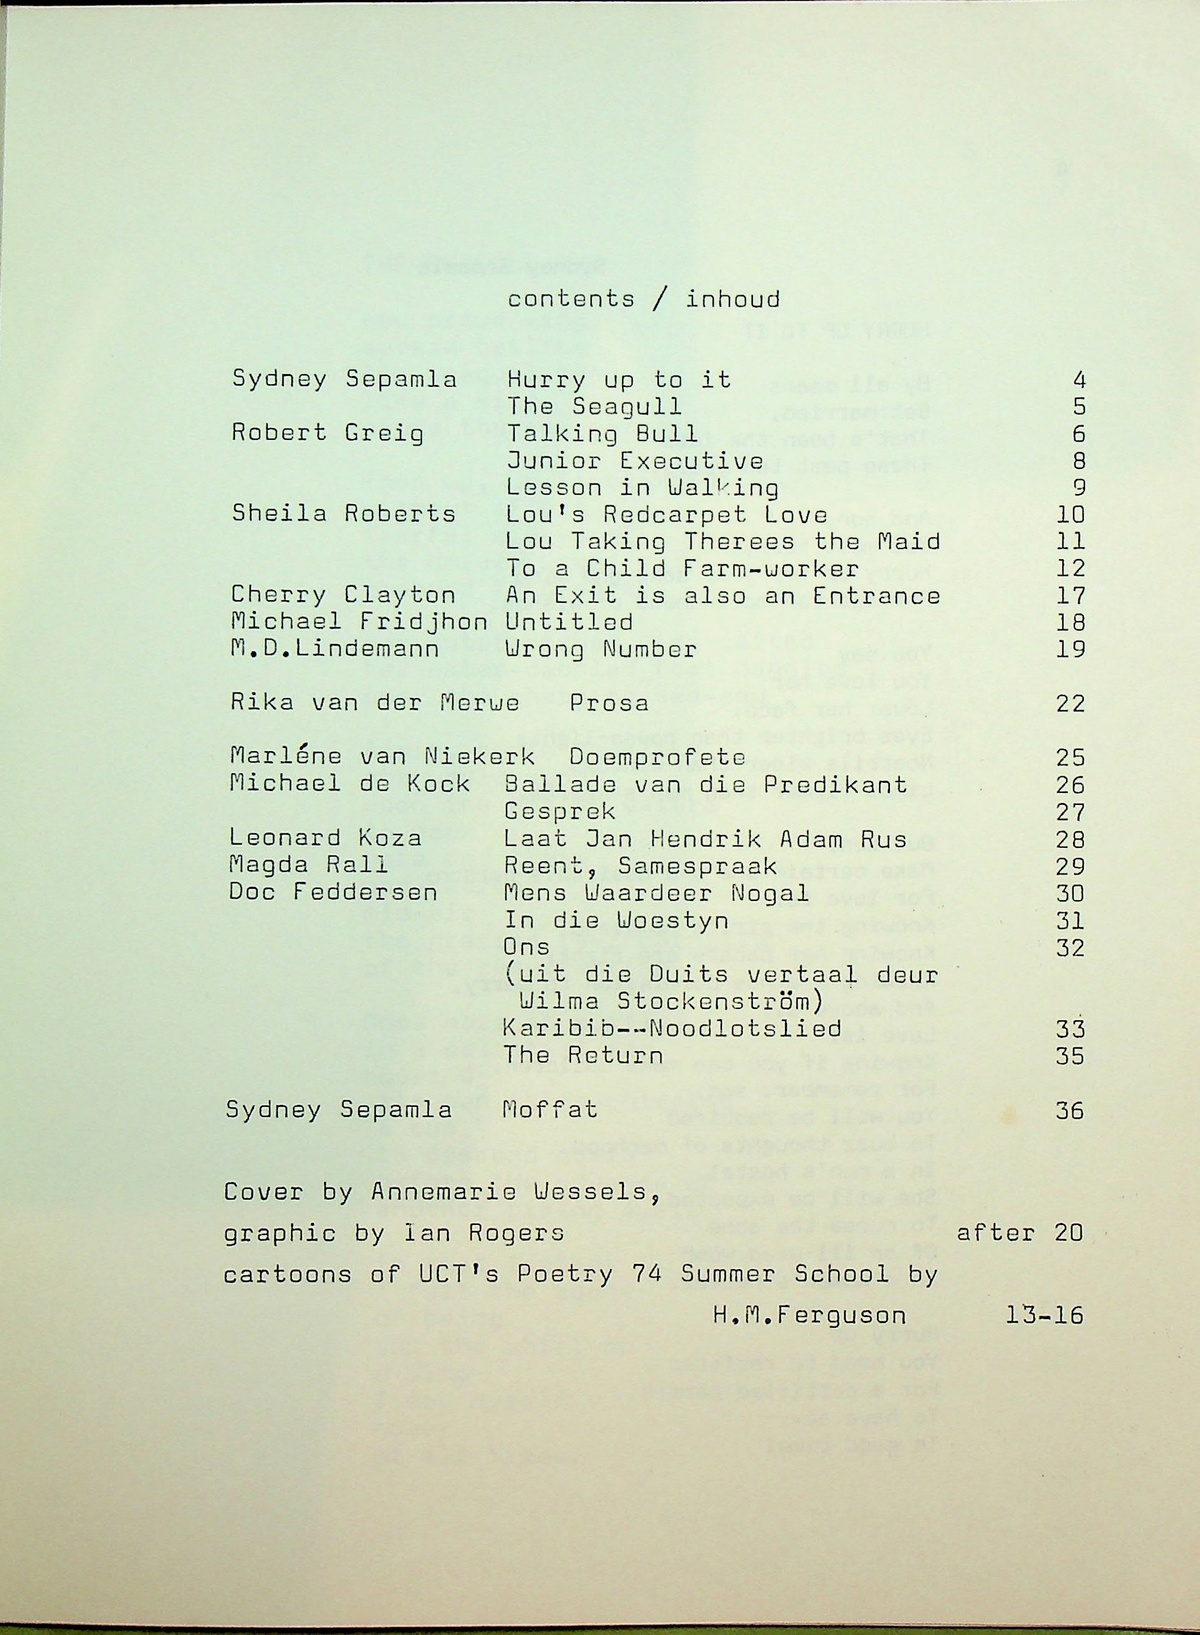 contents / inhoud
Sydney Sepamla Hurry up to it 4
The Seagull 5
Robert Greig Talking Bull 6
Junior Executive 8
Lesson in Walking 9
Sheila Roberts Lou's Redcarpet Love 10
Lou Taking Therees the Maid 11
To a Child Farm-worker 12
Cherry Clayton An Exit is also an Entrance 17
Michael Fridjhon Untitled 18
M.D.Lindemann Wrong Number 19
Rika van der Merwe Prosa 22
Marléne van Niekerk Doemprofete 25
Michael de Kock Ballade van die Predikant 26
Gesprek 27
Leonard Koza Laat Jan Hendrik Adam Rus 28
Magda Rall Reent, Samespraak 29
Doc Feddersen Mens Waardeer Nogal 30
In die Woestyn 31
Ons 32
(uit die Duits vertaal deur
Wilma Stockenström)
Karibib--Noodlotslied 33
The Return 35
Sydney Sepamla Moffat 36
Cover by Annemarie Wessels,
graphic by Ian Rogers after 20
cartoons of UCT's Poetry 74 Summer School by
H.M.Ferguson 13-16